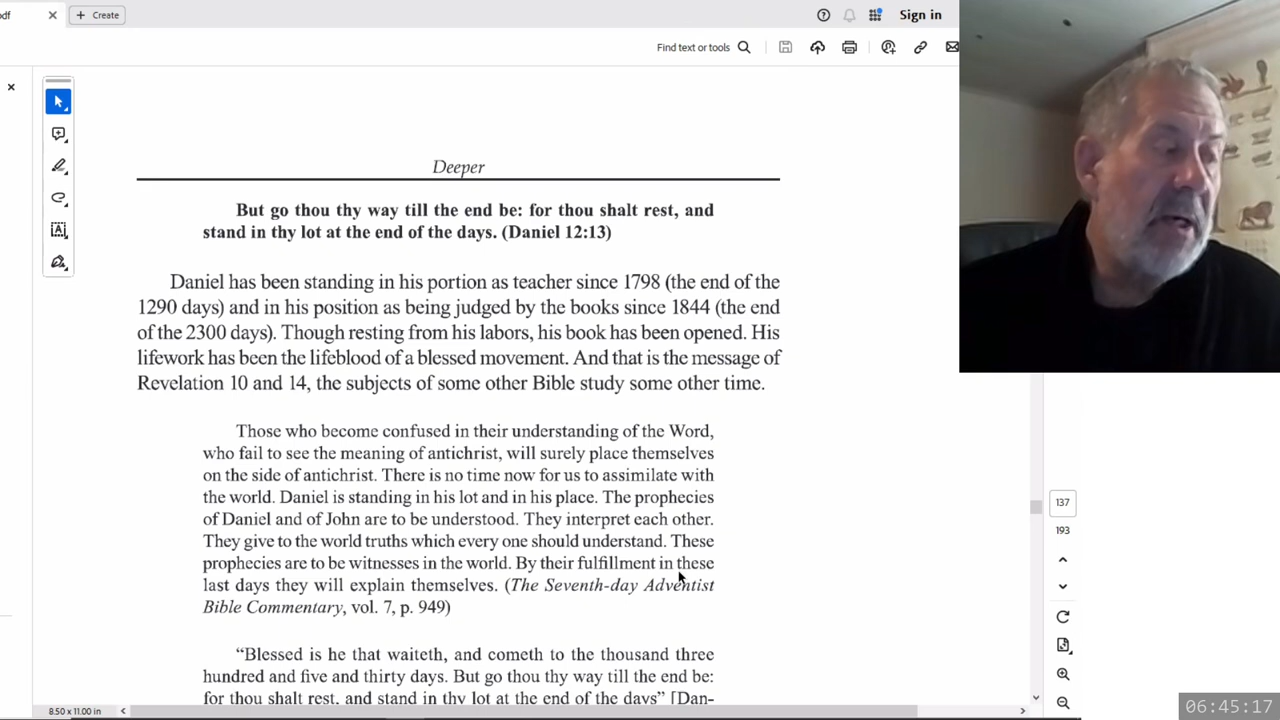 df
Create
Sign in
Find text or tools
Deeper
But go thou thy way till the end be: for thou shalt rest, and
stand in thy lot at the end of the days. (Daniel 12:13)
Daniel has been standing in his portion as teacher since 1798 (the end of the
1290 days) and in his position as being judged by the books since 1844 (the end
of the 2300 days). Though resting from his labors, his book has been opened. His
lifework has been the lifeblood of a blessed movement. And that is the message of
Revelation 10 and 14, the subjects of some other Bible study some other time.
Those who become confused in their understanding of the Word,
who fail to see the meaning of antichrist, will surely place themselves
on the side of antichrist. There is no time now for us to assimilate with
the world. Daniel is standing in his lot and in his place. The prophecies
of Daniel and of John are to be understood. They interpret each other.
They give to the world truths which every one should understand. These
prophecies are to be witnesses in the world. By their fulfillment in these
last days they will explain themselves. (The Seventh-day Adventist
Bible Commentary, vol. 7, p. 949)
“Blessed is he that waiteth, and cometh to the thousand three
hundred and five and thirty days. But go thou thy way till the end be:
for thou shalt rest, and stand in thy lot at the end of the days” [Dan-
137
193
8.50 x 11.00 in
06:45:17